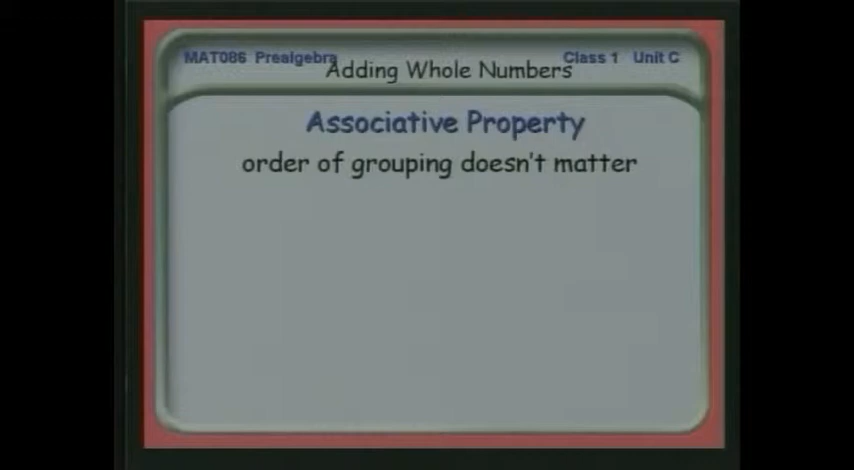 MAT086 Prealgebra
Class 1 Unit C
Adding Whole Numbers
Associative Property
order of grouping doesn't matter